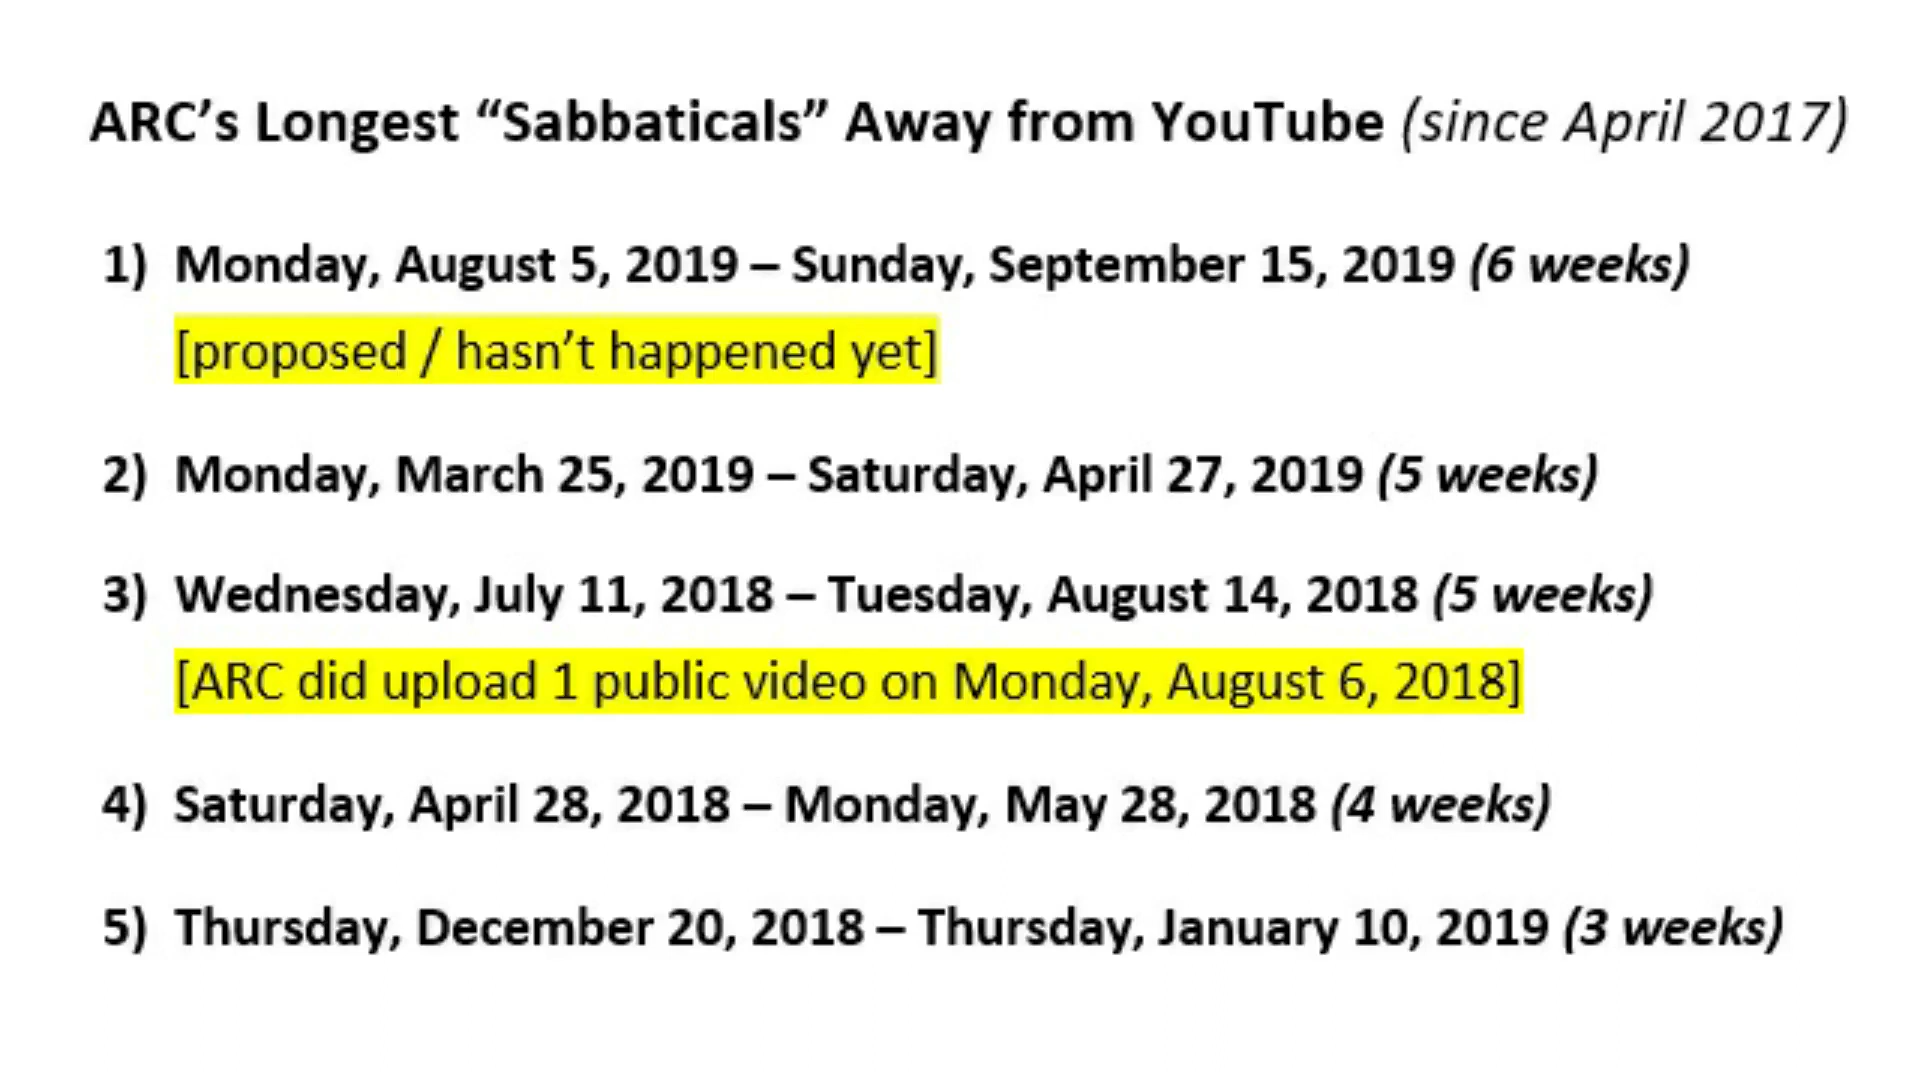 ARC’s Longest “Sabbaticals” Away from YouTube (since April 2017)
1) Monday, August 5, 2019 – Sunday, September 15, 2019 (6 weeks)
[proposed / hasn’t happened yet]
2) Monday, March 25, 2019 – Saturday, April 27, 2019 (5 weeks)
3) Wednesday, July 11, 2018 – Tuesday, August 14, 2018 (5 weeks)
[ARC did upload 1 public video on Monday, August 6, 2018]
4) Saturday, April 28, 2018 – Monday, May 28, 2018 (4 weeks)
5) Thursday, December 20, 2018 – Thursday, January 10, 2019 (3 weeks)